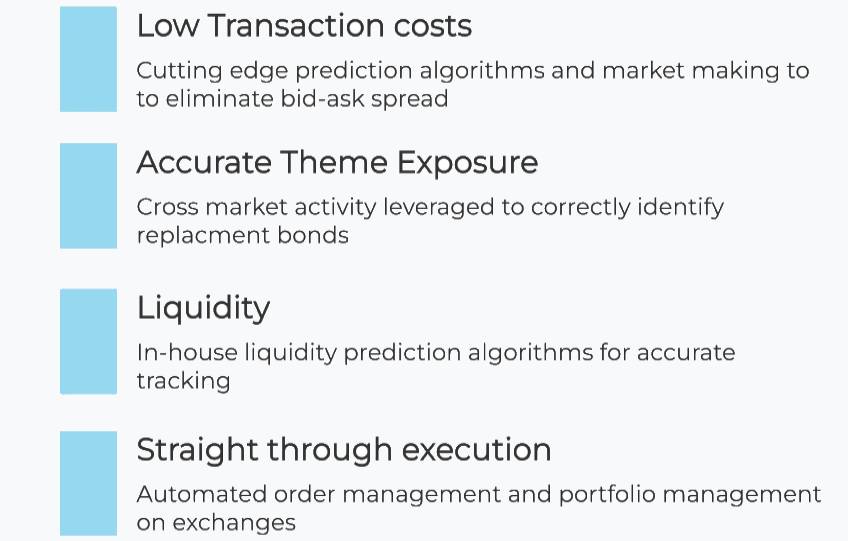 Low Transaction costs
Cutting edge prediction algorithms and market making to
to eliminate bid-ask spread
Accurate Theme Exposure
Cross market activity leveraged to correctly identify
replacment bonds
Liquidity
In-house liquidity prediction algorithms for accurate
tracking
Straight through execution
Automated order management and portfolio management
on exchanges